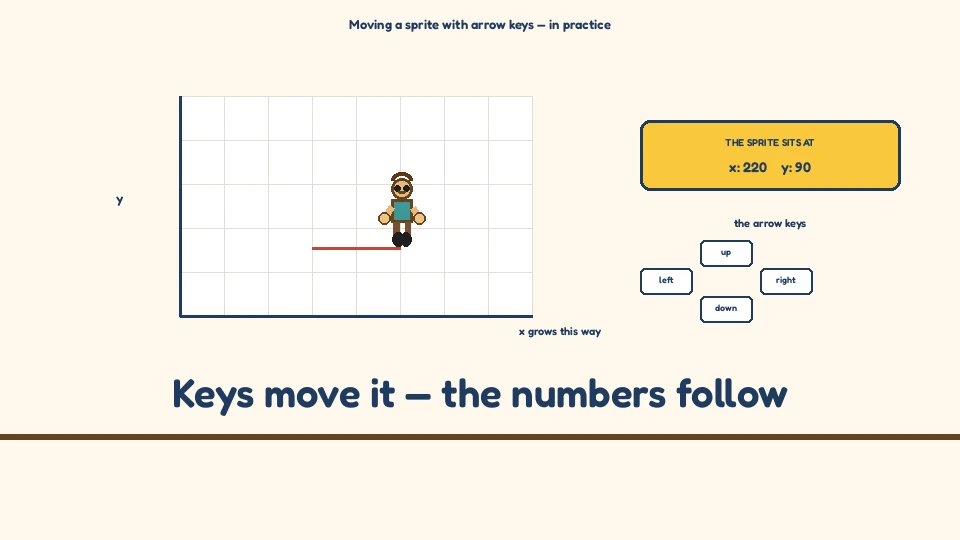 Moving a sprite with arrow keys — in practice
THE SPRITE SITS AT
x: 220 y: 90
y
the arrow keys
up
left
right
down
x grows this way
Keys move it — the numbers follow